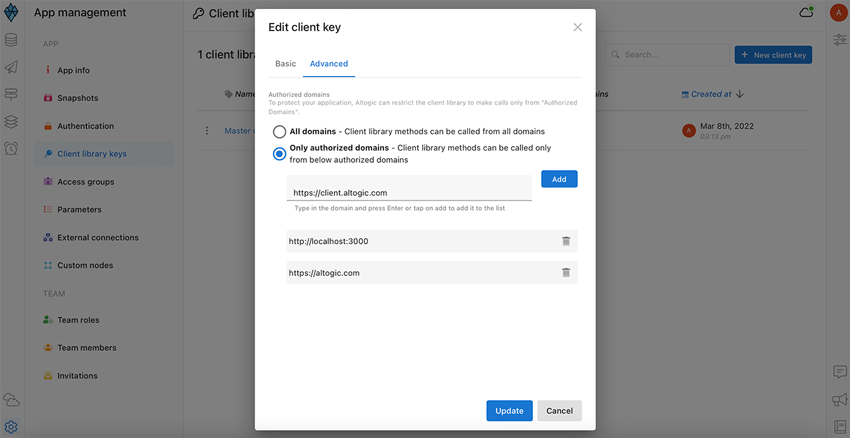 App management
Client lib
A
APP
App info
Snapshots
Authentication
Client library keys
Access groups
Parameters
External connections
Custom nodes
TEAM
Team roles
Team members
Invitations
1 client libra
Search...
+ New client key
Name
ains
Created at
Master
A
Mar 8th, 2022
03:13 pm
Edit client key
Basic
Advanced
Authorized domains
To protect your application, Altogic can restrict the client library to make calls only from "Authorized
Domains".
All domains - Client library methods can be called from all domains
Only authorized domains - Client library methods can be called only
from below authorized domains
https://client.altogic.com
Add
Type in the domain and press Enter or tap on add to add it to the list
http://localhost:3000
https://altogic.com
Update
Cancel